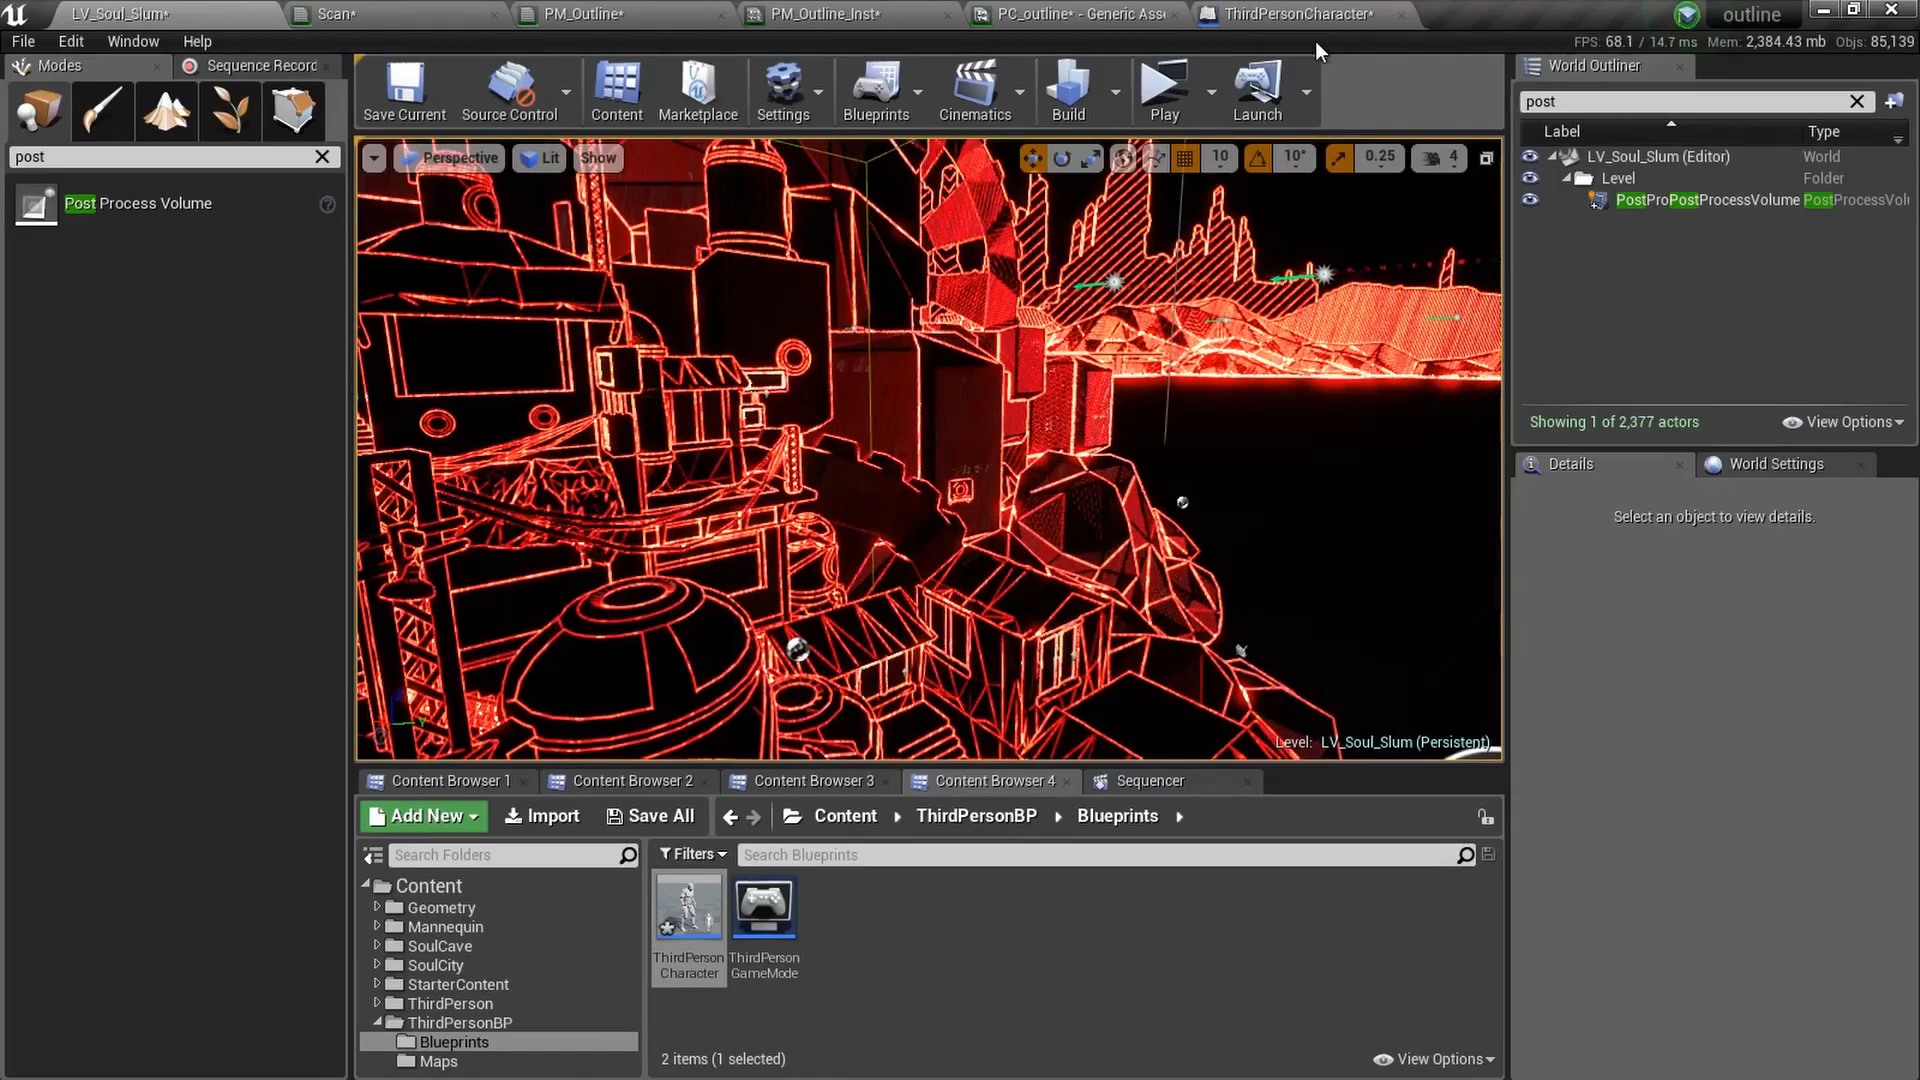 LV_Soul_Slum*
Scan*
PM_Outline*
PM_Outline_Inst*
PC_outline* - Generic Ass
ThirdPersonCharacter*
outline
File Edit Window Help
FPS: 68.1 / 14.7 ms Mem: 2,384.43 mb Objs: 85,139
Modes
Sequence Record
post
Post Process Volume
Save Current
Source Control
Content
Marketplace
Settings
Blueprints
Cinematics
Build
Play
Launch
Perspective
Lit
Show
10
10°
0.25
4
Level: LV_Soul_Slum (Persistent)
World Outliner
post
Label Type
LV_Soul_Slum (Editor) World
Level Folder
PostProPostProcessVolume PostProcessVolu
Showing 1 of 2,377 actors
View Options
Details
World Settings
Select an object to view details.
Content Browser 1
Content Browser 2
Content Browser 3
Content Browser 4
Sequencer
Add New
Import
Save All
Content
ThirdPersonBP
Blueprints
Search Folders
Filters
Search Blueprints
Content
Geometry
Mannequin
SoulCave
SoulCity
StarterContent
ThirdPerson
ThirdPersonBP
Blueprints
Maps
ThirdPerson
Character
ThirdPerson
GameMode
2 items (1 selected)
View Options